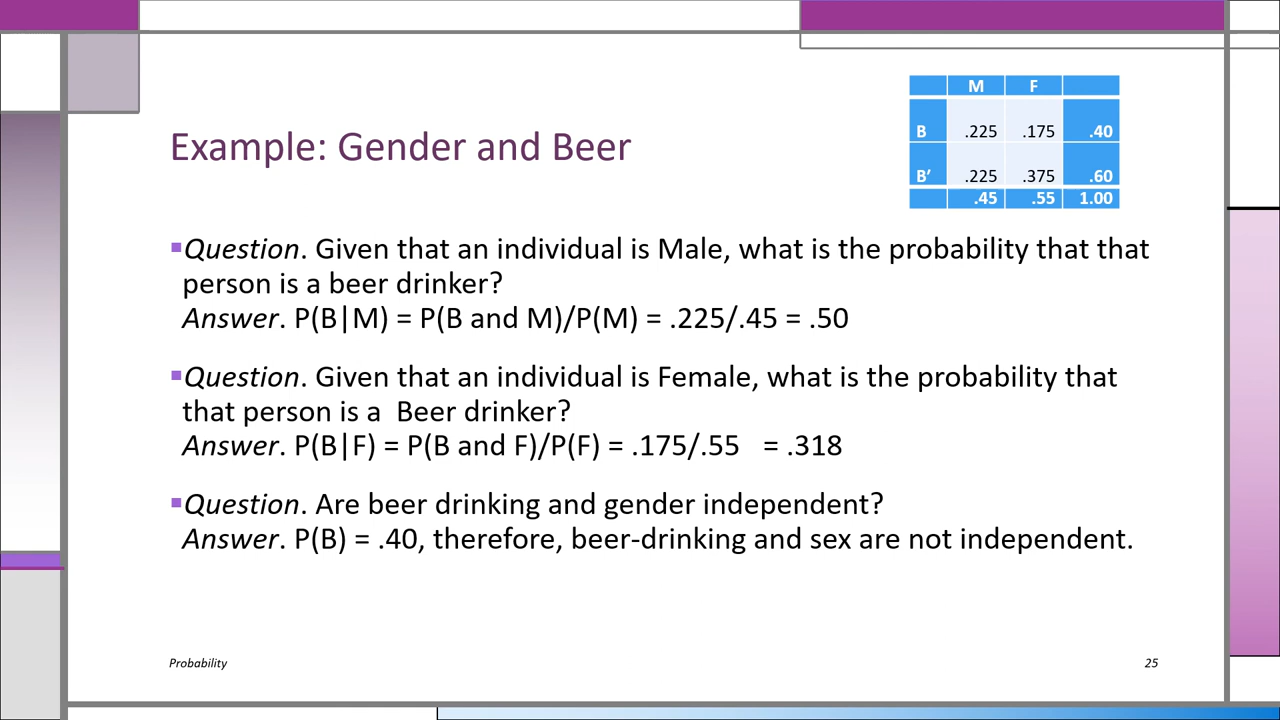 M F
B .225 .175 .40
B′ .225 .375 .60
.45 .55 1.00
Example: Gender and Beer
▪Question. Given that an individual is Male, what is the probability that that
person is a beer drinker?
Answer. P(B|M) = P(B and M)/P(M) = .225/.45 = .50
▪Question. Given that an individual is Female, what is the probability that
that person is a  Beer drinker?
Answer. P(B|F) = P(B and F)/P(F) = .175/.55   = .318
▪Question. Are beer drinking and gender independent?
Answer. P(B) = .40, therefore, beer-drinking and sex are not independent.
Probability 25